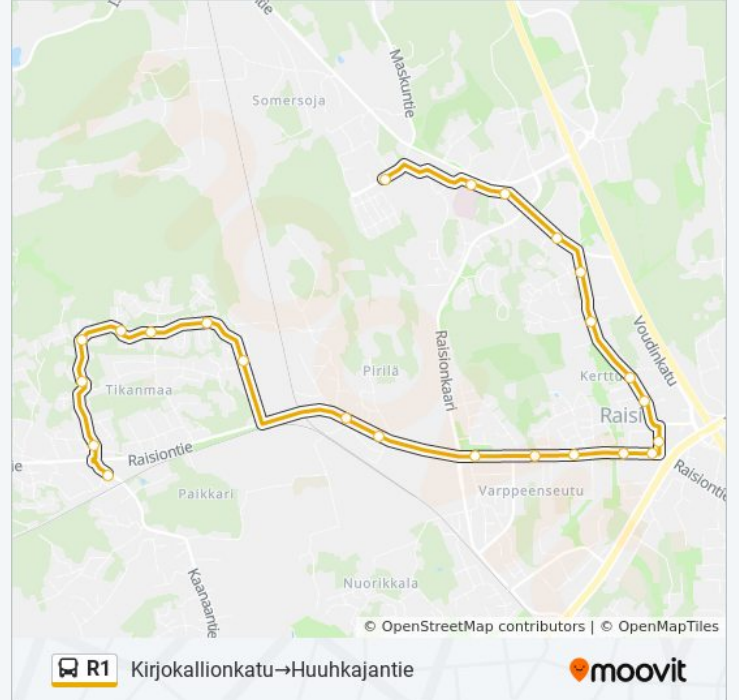 Maskuntie
Somersoja
Voudinkatu
Raisionkaari
Pirilä
Kerttu
Tikanmaa
Raisi
Raisiontie
Raisiontie
Paikkari
Varppeenseutu
Kaanaantie
Nuorikkala
© OpenStreetMap contributors | © OpenMapTiles
R1 Kirjokallionkatu→Huuhkajantie
moovit